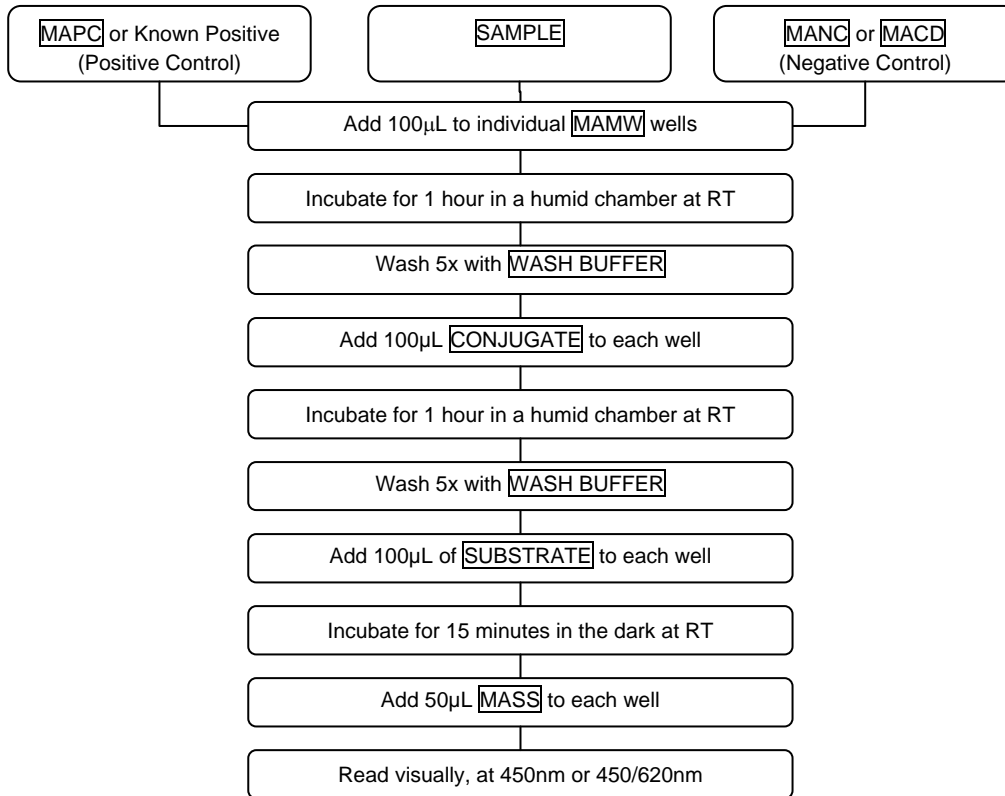 MAPC or Known Positive
(Positive Control)
SAMPLE
MANC or MACD
(Negative Control)
Add 100μL to individual MAMW wells
Incubate for 1 hour in a humid chamber at RT
Wash 5x with WASH BUFFER
Add 100µL CONJUGATE to each well
Incubate for 1 hour in a humid chamber at RT
Wash 5x with WASH BUFFER
Add 100µL of SUBSTRATE to each well
Incubate for 15 minutes in the dark at RT
Add 50µL MASS to each well
Read visually, at 450nm or 450/620nm